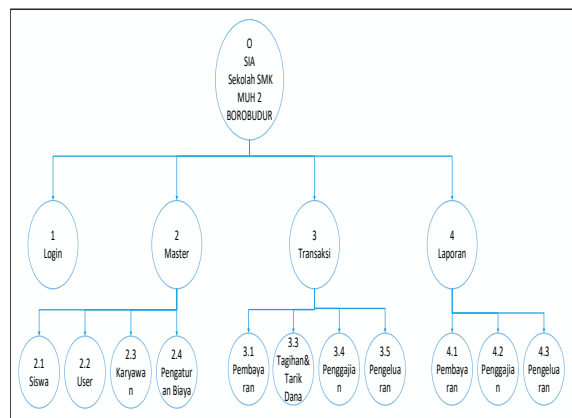 0
SIA
Sekolah SMK
MUH 2
BOROBUDUR
1
Login
2
Master
3
Transaksi
4
Laporan
2.1
Siswa
2.2
User
2.3
Karyawa
n
2.4
Pengatur
an Biaya
3.1
Pembaya
ran
3.3
Tagihan&
Tarik
Dana
3.4
Penggajia
n
3.5
Pengelua
ran
4.1
Pembaya
ran
4.2
Penggajia
n
4.3
Pengelua
ran